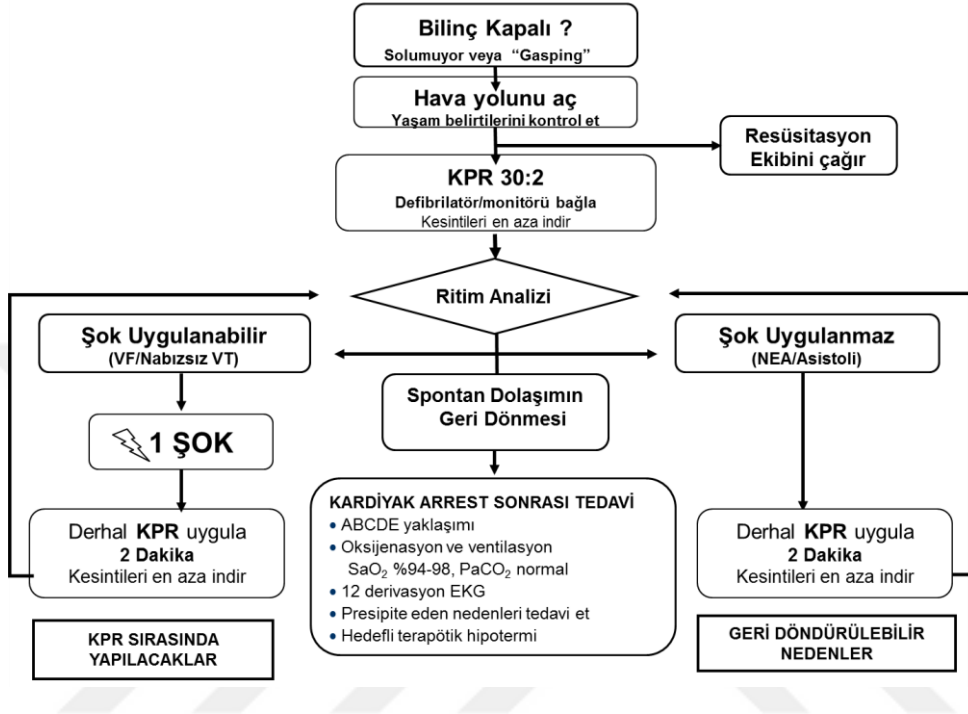 Bilinç Kapalı ?
Solumuyor veya “Gasping”
Hava yolunu aç
Yaşam belirtilerini kontrol et
Resüsitasyon
Ekibini çağır
KPR 30:2
Defibrilatör/monitörü bağla
Kesintileri en aza indir
Ritim Analizi
Şok Uygulanabilir
(VF/Nabızsız VT)
1 ŞOK
Derhal KPR uygula
2 Dakika
Kesintileri en aza indir
KPR SIRASINDA
YAPILACAKLAR
Spontan Dolaşımın
Geri Dönmesi
KARDİYAK ARREST SONRASI TEDAVİ
• ABCDE yaklaşımı
• Oksijenasyon ve ventilasyon
SaO₂ %94-98, PaCO₂ normal
• 12 derivasyon EKG
• Presipite eden nedenleri tedavi et
• Hedefli terapötik hipotermi
Şok Uygulanmaz
(NEA/Asistoli)
Derhal KPR uygula
2 Dakika
Kesintileri en aza indir
GERİ DÖNDÜRÜLEBİLİR
NEDENLER